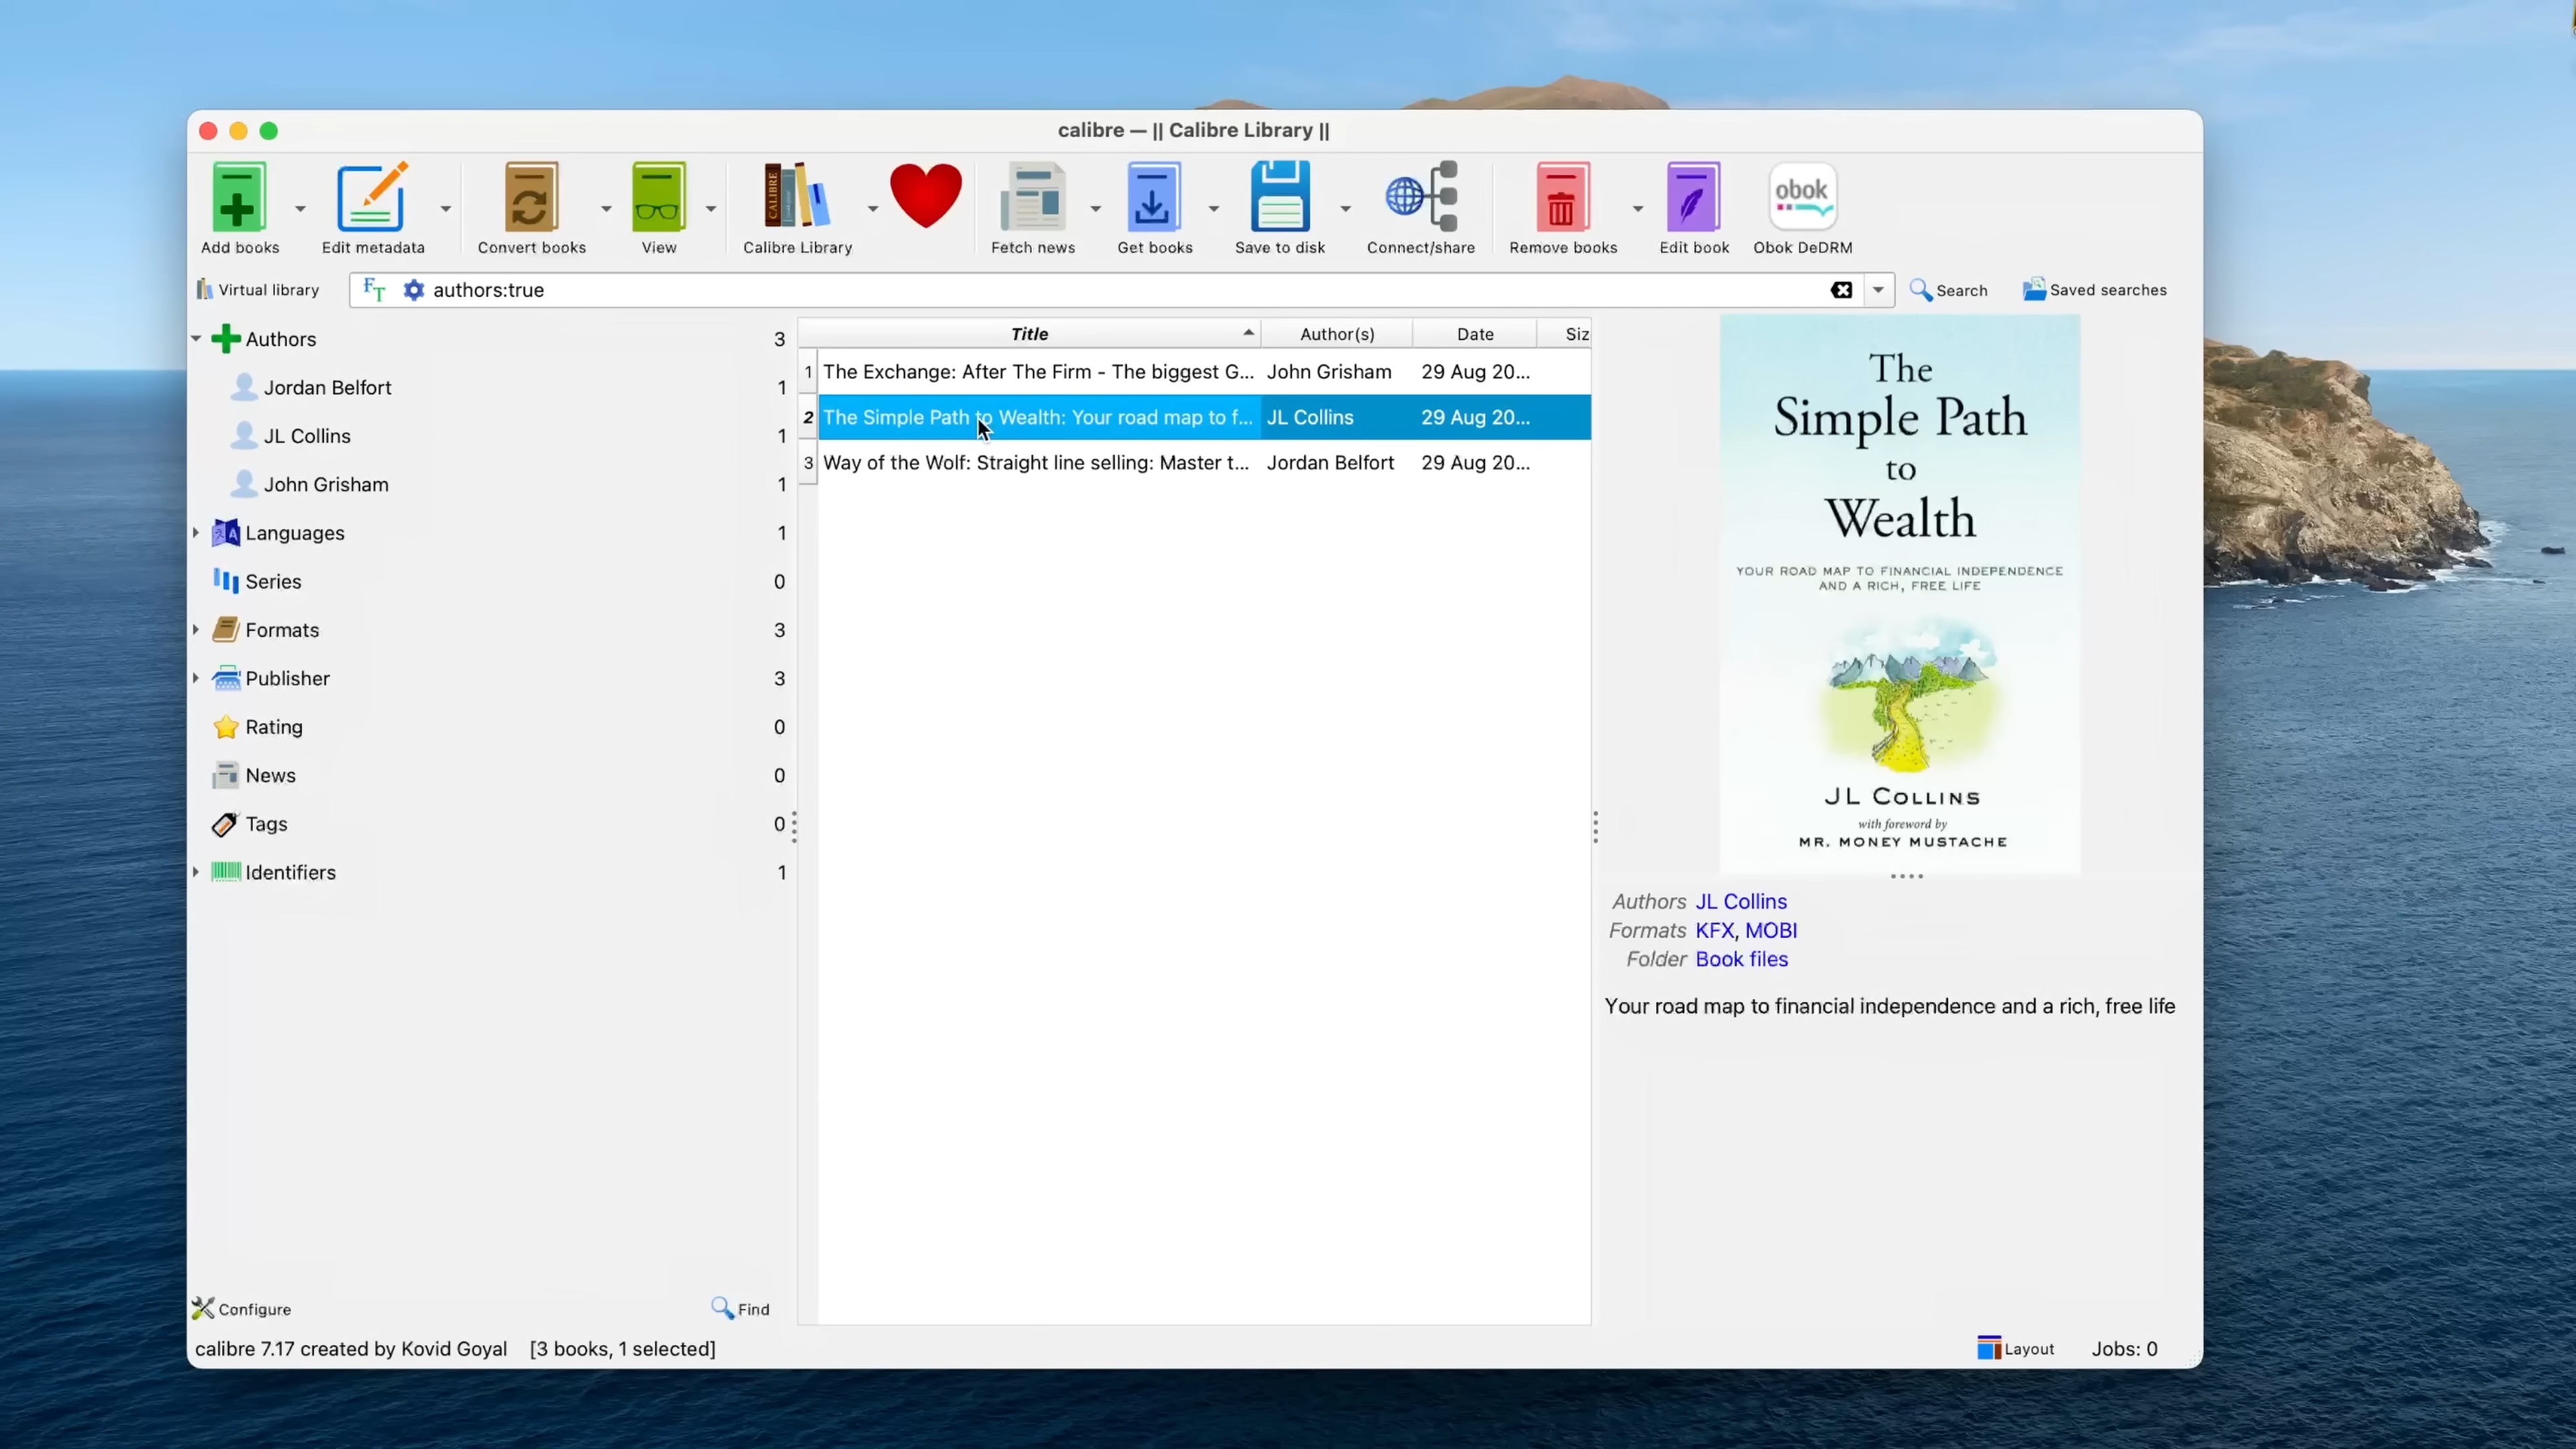 calibre — || Calibre Library ||
CALIBRE
obok
Add books
Edit metadata
Convert books
View
Calibre Library
Fetch news
Get books
Save to disk
Connect/share
Remove books
Edit book
Obok DeDRM
Virtual library
FT
authors:true
Search
Saved searches
Authors 3
Jordan Belfort 1
JL Collins 1
John Grisham 1
Languages 1
Series 0
Formats 3
Publisher 3
Rating 0
News 0
Tags 0
Identifiers 1
Configure
Find
Title Author(s) Date Siz
1 The Exchange: After The Firm - The biggest G... John Grisham 29 Aug 20...
2 The Simple Path to Wealth: Your road map to f... JL Collins 29 Aug 20...
3 Way of the Wolf: Straight line selling: Master t... Jordan Belfort 29 Aug 20...
The
Simple Path
to
Wealth
YOUR ROAD MAP TO FINANCIAL INDEPENDENCE
AND A RICH, FREE LIFE
JL COLLINS
with foreword by
MR. MONEY MUSTACHE
Authors JL Collins
Formats KFX, MOBI
Folder Book files
Your road map to financial independence and a rich, free life
calibre 7.17 created by Kovid Goyal [3 books, 1 selected]
Layout
Jobs: 0